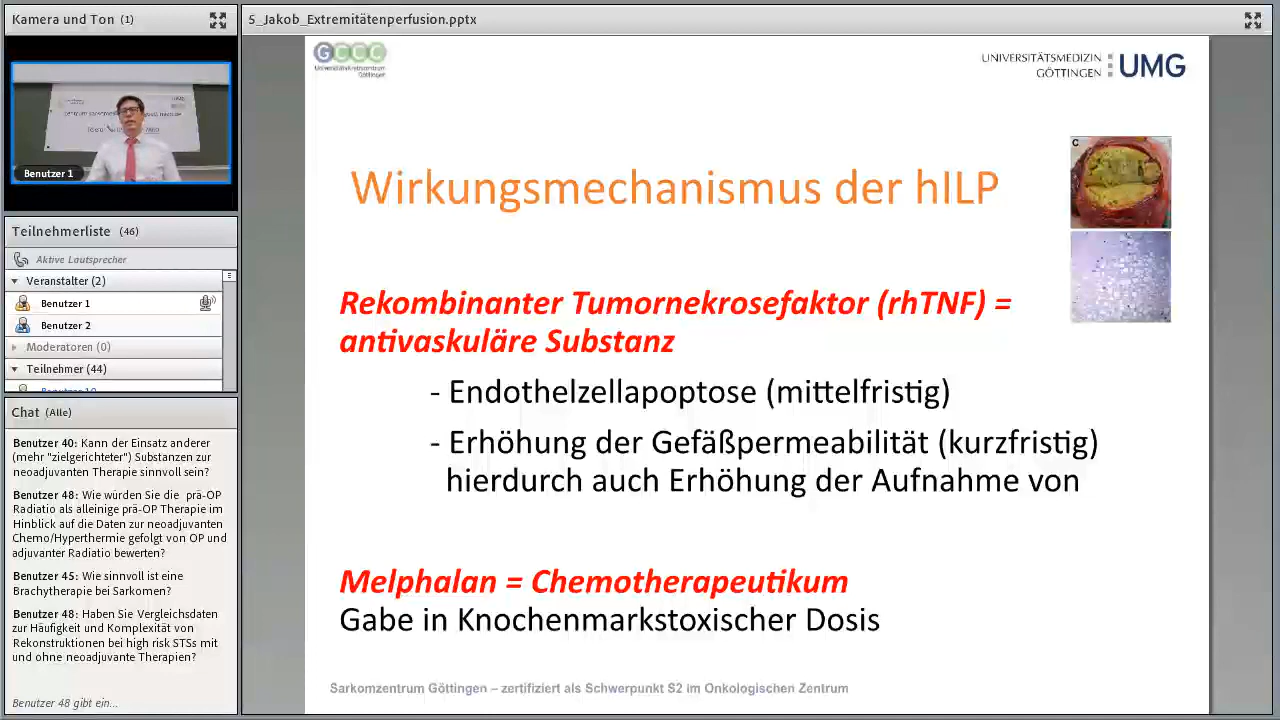 Kamera und Ton (1)
Benutzer 1
Teilnehmerliste (46)
Aktive Lautsprecher
Veranstalter (2)
Benutzer 1
Benutzer 2
Moderatoren (0)
Teilnehmer (44)
Chat (Alle)
Benutzer 40: Kann der Einsatz anderer
(mehr "zielgerichteter") Substanzen zur
neoadjuvanten Therapie sinnvoll sein?
Benutzer 48: Wie würden Sie die prä-OP
Radiatio als alleinige prä-OP Therapie im
Hinblick auf die Daten zur neoadjuvanten
Chemo/Hyperthermie gefolgt von OP und
adjuvanter Radiatio bewerten?
Benutzer 45: Wie sinnvoll ist eine
Brachytherapie bei Sarkomen?
Benutzer 48: Haben Sie Vergleichsdaten
zur Häufigkeit und Komplexität von
Rekonstruktionen bei high risk STSs mit
und ohne neoadjuvante Therapien?
Benutzer 48 gibt ein...
5_Jakob_Extremitätenperfusion.pptx
GCCC
UniversitätsKrebszentrum
Göttingen
UNIVERSITÄTSMEDIZIN
GÖTTINGEN UMG
C
Wirkungsmechanismus der hILP
Rekombinanter Tumornekrosefaktor (rhTNF) =
antivaskuläre Substanz
- Endothelzellapoptose (mittelfristig)
- Erhöhung der Gefäßpermeabilität (kurzfristig)
hierdurch auch Erhöhung der Aufnahme von
Melphalan = Chemotherapeutikum
Gabe in Knochenmarkstoxischer Dosis
Sarkomzentrum Göttingen – zertifiziert als Schwerpunkt S2 im Onkologischen Zentrum